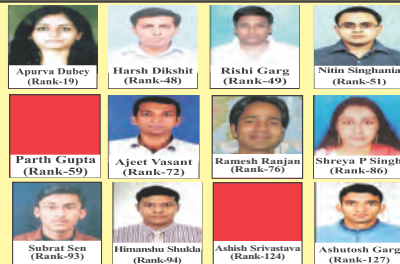 Apurva Dubey Harsh Dikshit Rishi Garg Nitin Singhania
(Rank-19) (Rank-48) (Rank-49) (Rank-51)
Parth Gupta Ajeet Vasant Ramesh Ranjan Shreya P Singh
(Rank-59) (Rank-72) (Rank-76) (Rank-86)
Subrat Sen Himanshu Shukla Ashish Srivastava Ashutosh Garg
(Rank-93) (Rank-94) (Rank-124) (Rank-127)